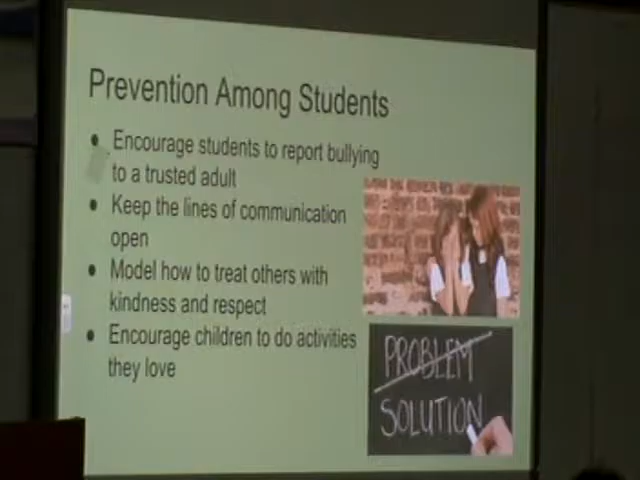 Prevention Among Students
● Encourage students to report bullying
to a trusted adult
● Keep the lines of communication
open
● Model how to treat others with
kindness and respect
● Encourage children to do activities
they love
PROBLEM
SOLUTION